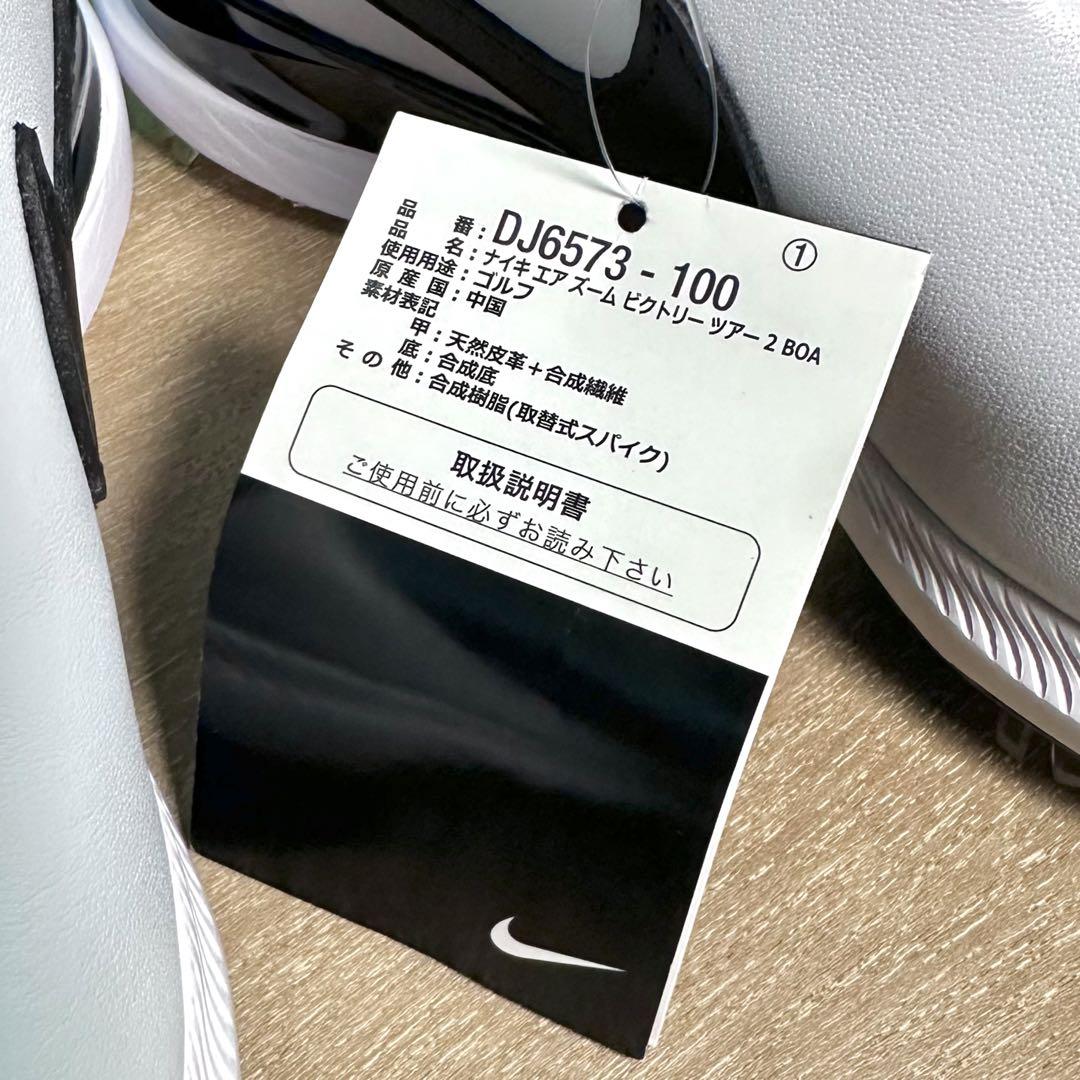 ①
品番：DJ6573 - 100
品名：ナイキ エア ズーム ビクトリー ツアー 2 BOA
使用用途：ゴルフ
原産国：中国
素材表記
甲：天然皮革＋合成繊維
底：合成底
その他：合成樹脂(取替式スパイク)
取扱説明書
ご使用前に必ずお読み下さい